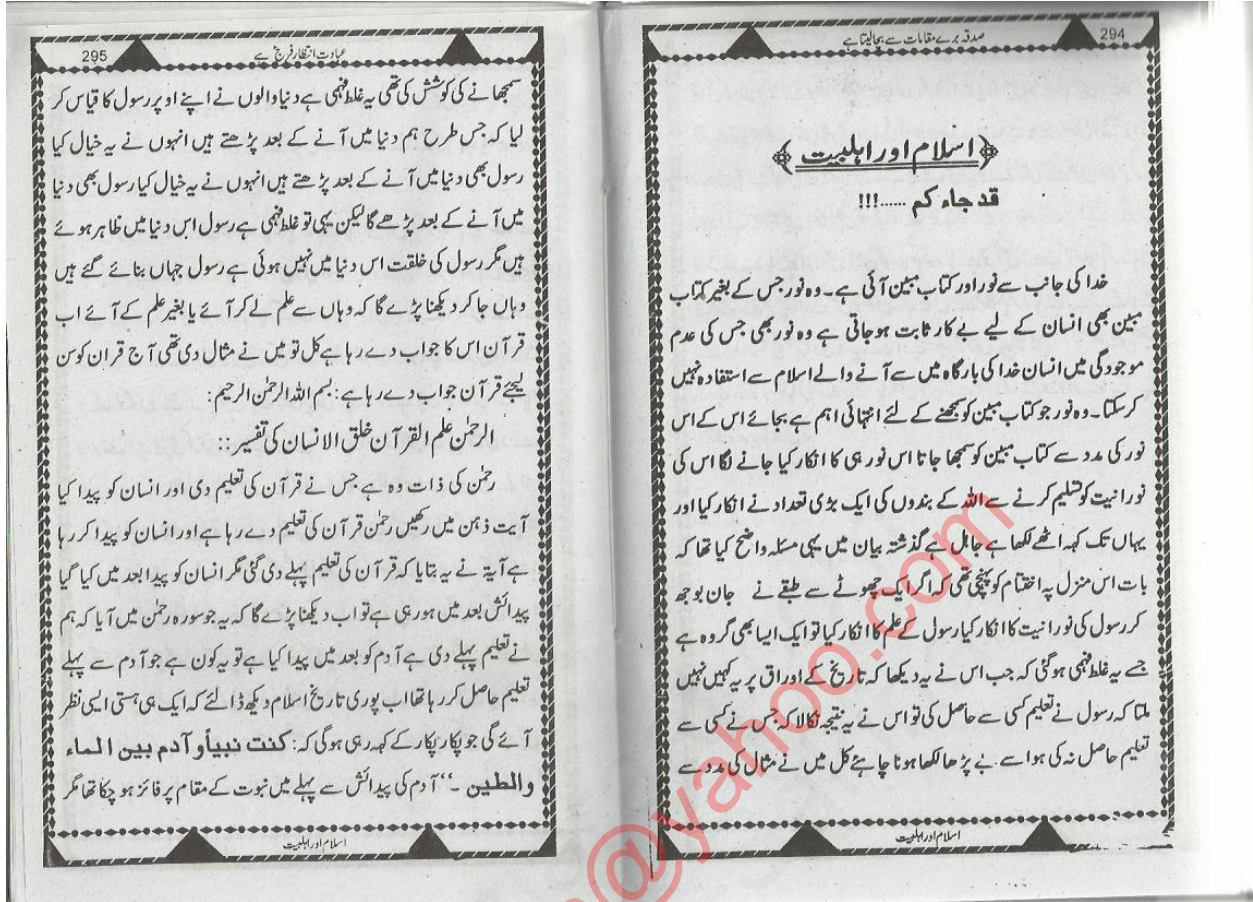 294
صدقہ برے مقامات سے بچا لیتا ہے
﴿اسلام اور اہلبیت﴾
قد جاء کم ......!!!
خدا کی جانب سے نور اور کتاب مبین آئی ہے۔ وہ نور جس کے بغیر کتاب
مبین بھی انسان کے لیے بے کار ثابت ہو جاتی ہے وہ نور بھی جس کی عدم
موجودگی میں انسان خدا کی بارگاہ میں سے آنے والے اسلام سے استفادہ نہیں
کر سکتا۔ وہ نور جو کتاب مبین کو سمجھنے کے لئے انتہائی اہم ہے بجائے اس کے اس
نور کی مدد سے کتاب مبین کو سمجھا جاتا اس نور ہی کا انکار کیا جانے لگا اس کی
نورانیت کو تسلیم کرنے سے اللہ کے بندوں کی ایک بڑی تعداد نے انکار کیا اور
یہاں تک کہہ اٹھے لکھا ہے جاہل ہے گذشتہ بیان میں یہی مسئلہ واضح کیا تھا کہ
بات اس منزل پہ اختتام کو پہنچی تھی کہ اگر ایک چھوٹے سے طبقے نے جان بوجھ
کر رسول کی نورانیت کا انکار کیا رسول کے علم کا انکار کیا تو ایک ایسا بھی گروہ ہے
جسے یہ غلط فہمی ہو گئی کہ جب اس نے یہ دیکھا کہ تاریخ کے اوراق پر یہ کہیں نہیں
ملتا کہ رسول نے تعلیم کسی سے حاصل کی تو اس نے یہ نتیجہ نکالا کہ جس نے کسی سے
تعلیم حاصل نہ کی ہو اسے بے پڑھا لکھا ہونا چاہئے کل میں نے مثال کی مدد سے
اسلام اور اہلبیت
295
عبادت انتظار فرج ہے
سمجھانے کی کوشش کی تھی یہ غلط فہمی ہے دنیا والوں نے اپنے اوپر رسول کا قیاس کر
لیا کہ جس طرح ہم دنیا میں آنے کے بعد پڑھتے ہیں انہوں نے یہ خیال کیا
رسول بھی دنیا میں آنے کے بعد پڑھتے ہیں انہوں نے یہ خیال کیا رسول بھی دنیا
میں آنے کے بعد پڑھے گا لیکن یہی تو غلط فہمی ہے رسول اس دنیا میں ظاہر ہوئے
ہیں مگر رسول کی خلقت اس دنیا میں نہیں ہوئی ہے رسول جہاں بنائے گئے ہیں
وہاں جا کر دیکھنا پڑے گا کہ وہاں سے علم لے کر آئے یا بغیر علم کے آئے اب
قرآن اس کا جواب دے رہا ہے کل تو میں نے مثال دی تھی آج قران کو سن
لیجئے قرآن جواب دے رہا ہے: بسم اللہ الرحمٰن الرحیم:
الرحمٰن علم القرآن خلق الانسان کی تفسیر::
رحمٰن کی ذات وہ ہے جس نے قرآن کی تعلیم دی اور انسان کو پیدا کیا
آیت ذہن میں رکھیں رحمٰن قرآن کی تعلیم دے رہا ہے اور انسان کو پیدا کر رہا
ہے آیۃ نے یہ بتایا کہ قرآن کی تعلیم پہلے دی گئی مگر انسان کو پیدا بعد میں کیا گیا
پیدائش بعد میں ہو رہی ہے تو اب دیکھنا پڑے گا کہ یہ جو سورہ رحمٰن میں آیا کہ ہم
نے تعلیم پہلے دی ہے آدم کو بعد میں پیدا کیا ہے تو یہ کون ہے جو آدم سے پہلے
تعلیم حاصل کر رہا تھا اب پوری تاریخ اسلام دیکھ ڈالئے کہ ایک ہی ہستی ایسی نظر
آئے گی جو پکار پکار کے کہہ رہی ہوگی کہ: کنت نبیأو آدم بین الماء
والطین ۔‘‘ آدم کی پیدائش سے پہلے میں نبوت کے مقام پر فائز ہو چکا تھا مگر
اسلام اور اہلبیت
@yahoo.com